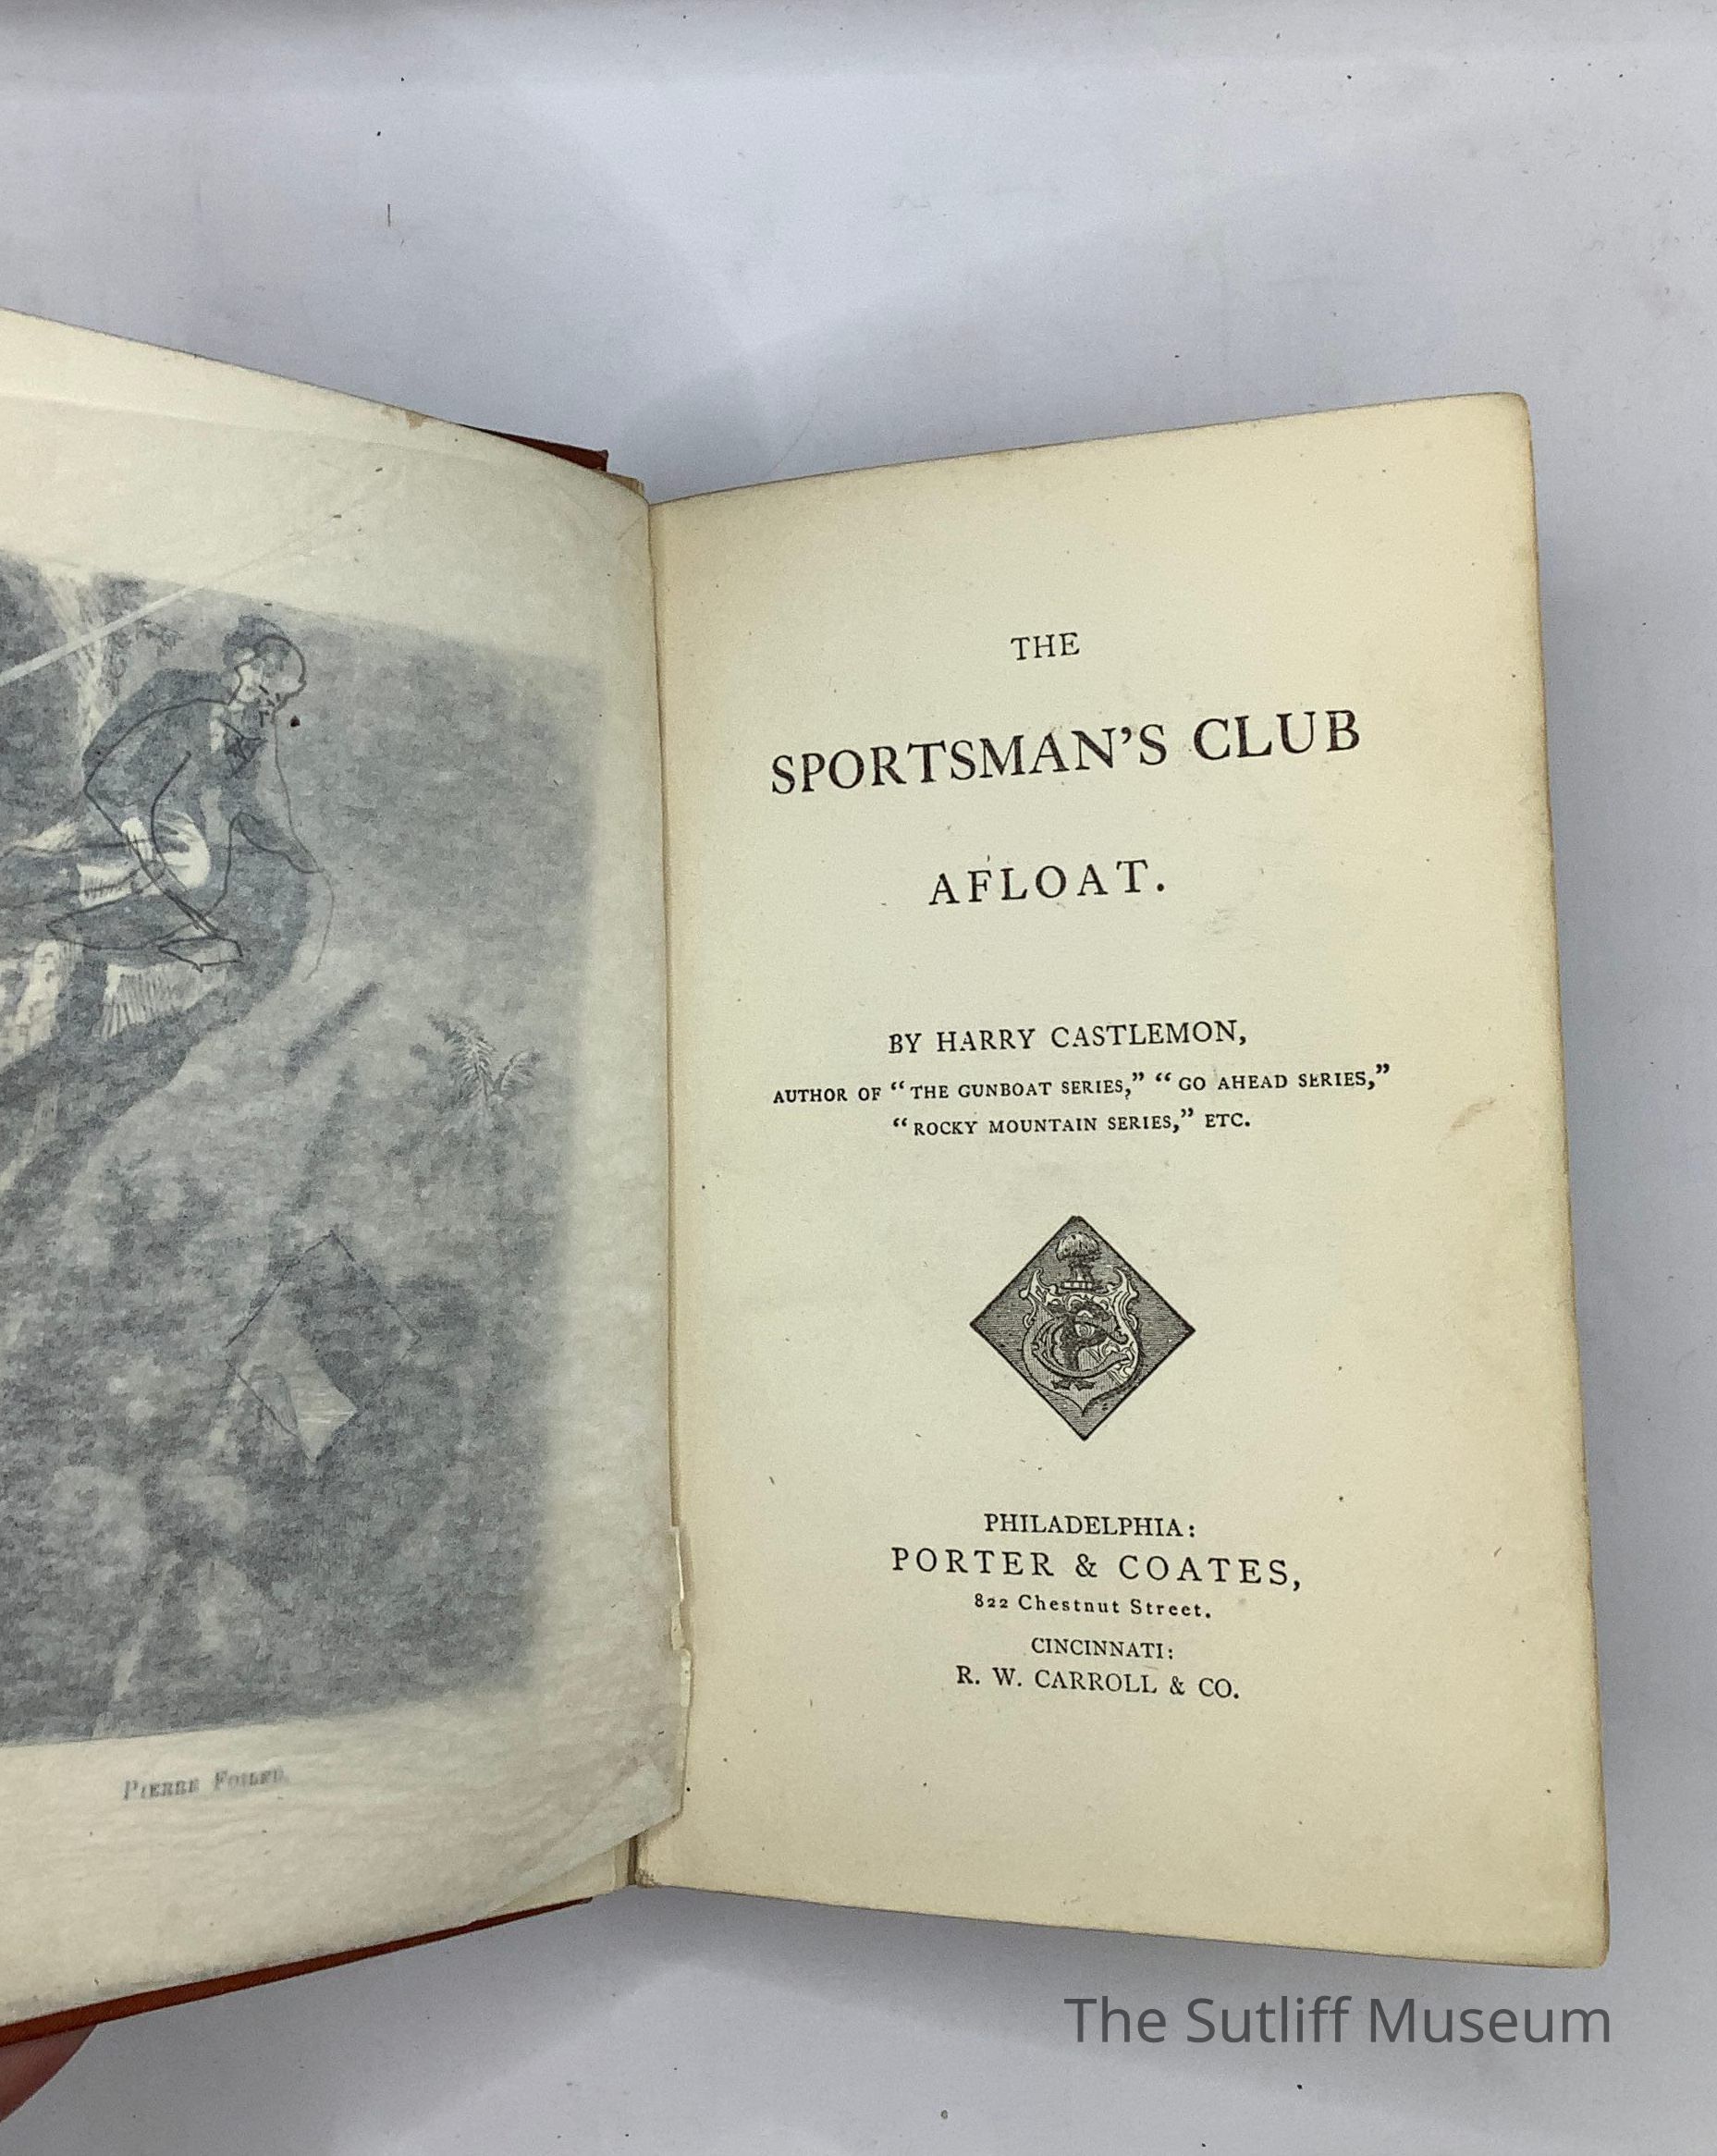 PIERRE FOILED.
THE
SPORTSMAN'S CLUB
AFLOAT.
BY HARRY CASTLEMON,
AUTHOR OF “THE GUNBOAT SERIES,” “GO AHEAD SERIES,”
“ROCKY MOUNTAIN SERIES,” ETC.
PHILADELPHIA:
PORTER & COATES,
822 Chestnut Street.
CINCINNATI:
R. W. CARROLL & CO.
The Sutliff Museum